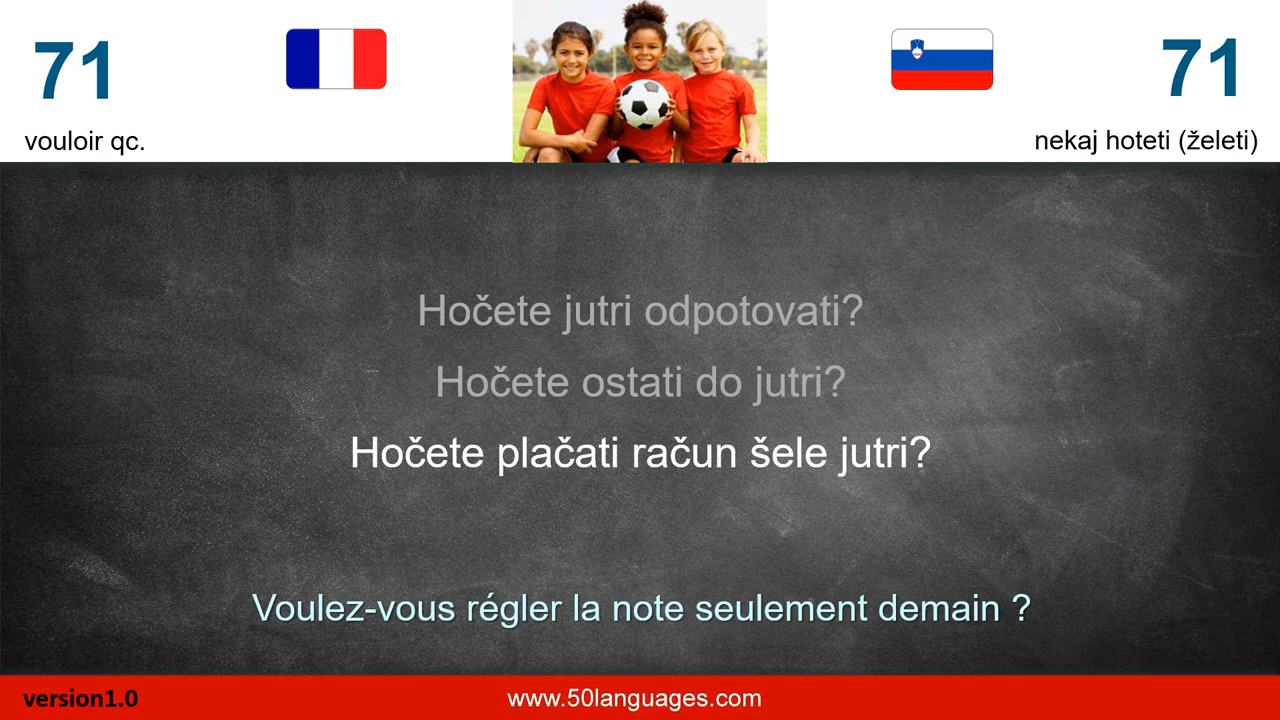 71
71
vouloir qc.
nekaj hoteti (želeti)
Hočete jutri odpotovati?
Hočete ostati do jutri?
Hočete plačati račun šele jutri?
Voulez-vous régler la note seulement demain ?
version1.0
www.50languages.com